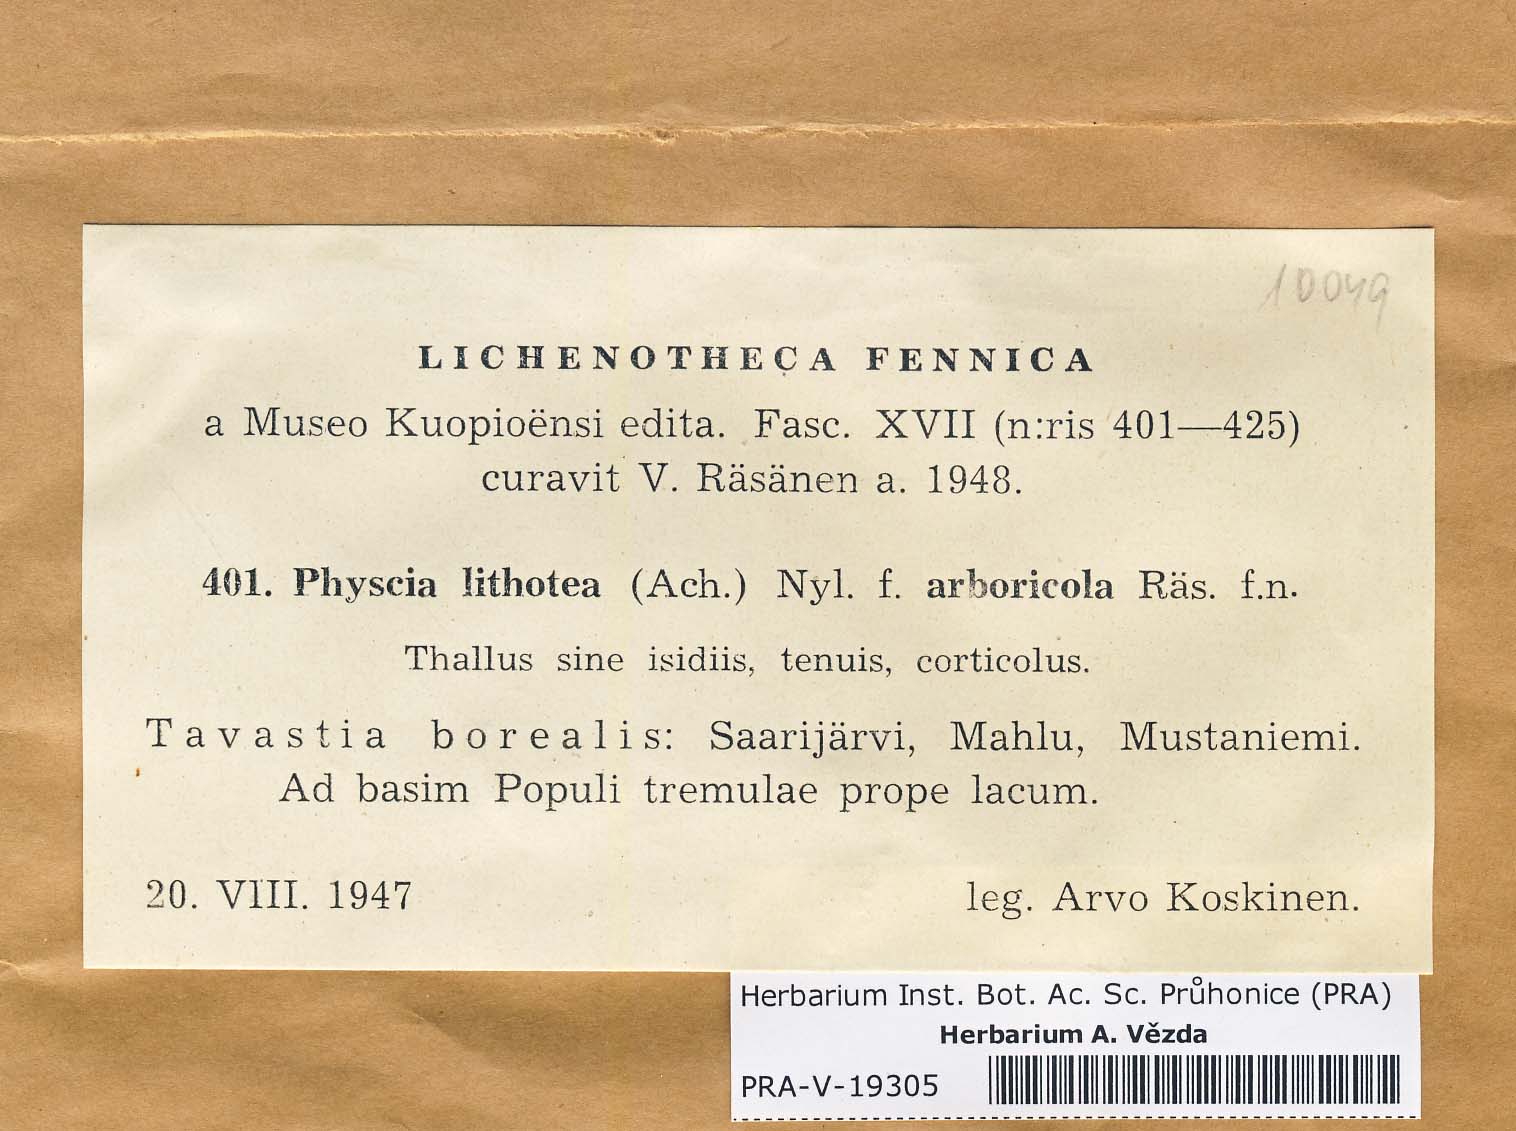 10049
LICHENOTHECA FENNICA
a Museo Kuopioënsi edita. Fasc. XVII (n:ris 401—425)
curavit V. Räsänen a. 1948.
401. Physcia lithotea (Ach.) Nyl. f. arboricola Räs. f.n.
Thallus sine isidiis, tenuis, corticolus.
Tavastia borealis: Saarijärvi, Mahlu, Mustaniemi.
Ad basim Populi tremulae prope lacum.
20. VIII. 1947 leg. Arvo Koskinen.
Herbarium Inst. Bot. Ac. Sc. Průhonice (PRA)
Herbarium A. Vězda
PRA-V-19305